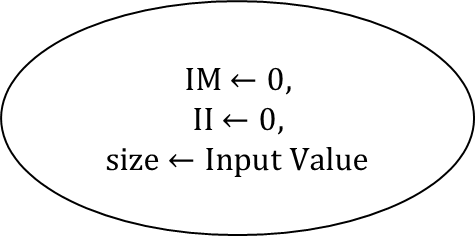 IM ← 0,
II ← 0,
size ← Input Value